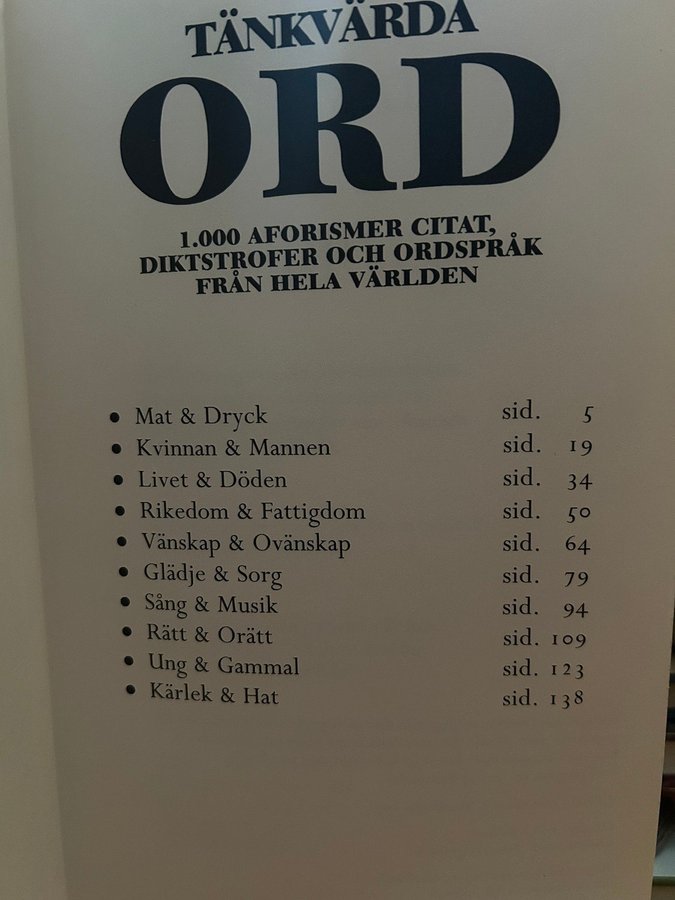 TÄNKVÄRDA
ORD
1.000 AFORISMER CITAT,
DIKTSTROFER OCH ORDSPRÅK
FRÅN HELA VÄRLDEN
• Mat & Dryck sid. 5
• Kvinnan & Mannen sid. 19
• Livet & Döden sid. 34
• Rikedom & Fattigdom sid. 50
• Vänskap & Ovänskap sid. 64
• Glädje & Sorg sid. 79
• Sång & Musik sid. 94
• Rätt & Orätt sid. 109
• Ung & Gammal sid. 123
• Kärlek & Hat sid. 138